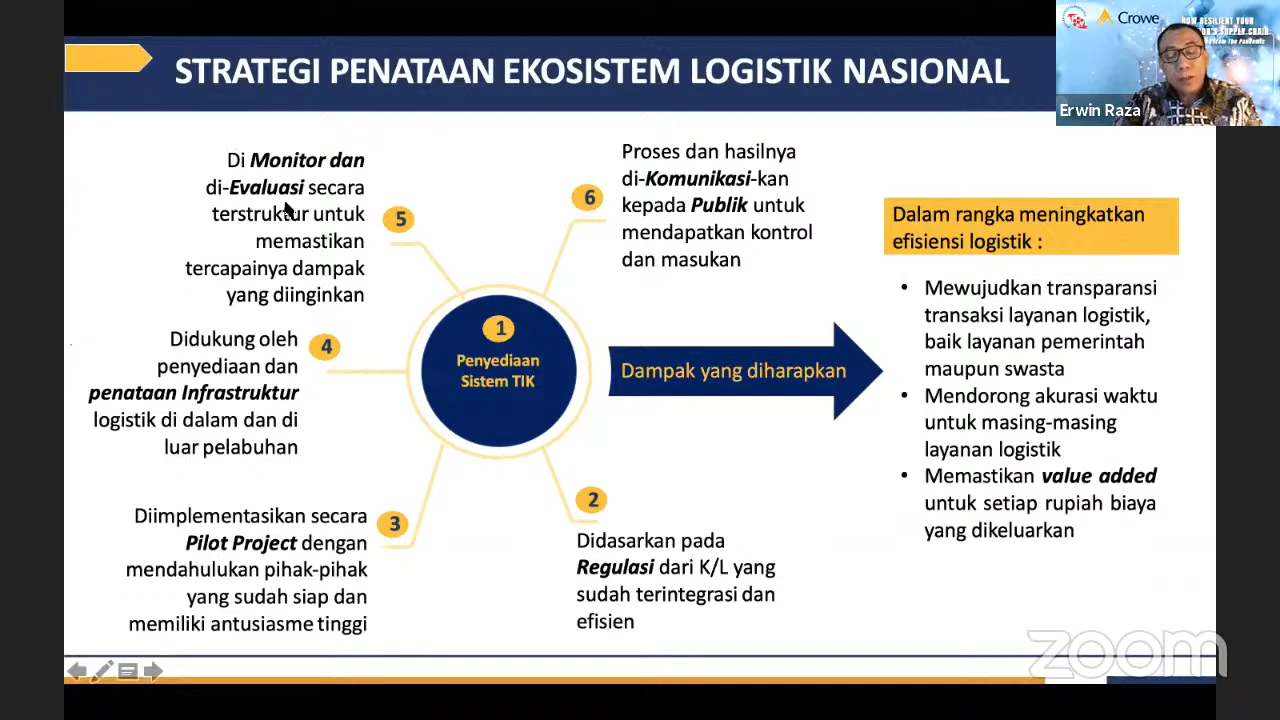 STRATEGI PENATAAN EKOSISTEM LOGISTIK NASIONAL
Crowe
HOW RESILIENT YOUR
Erwin Raza
Di Monitor dan
di-Evaluasi secara
terstruktur untuk
memastikan
tercapainya dampak
yang diinginkan
5
6
Proses dan hasilnya
di-Komunikasi-kan
kepada Publik untuk
mendapatkan kontrol
dan masukan
Didukung oleh
penyediaan dan
penataan Infrastruktur
logistik di dalam dan di
luar pelabuhan
4
1
Penyediaan
Sistem TIK
Dampak yang diharapkan
Diimplementasikan secara
Pilot Project dengan
mendahulukan pihak-pihak
yang sudah siap dan
memiliki antusiasme tinggi
3
2
Didasarkan pada
Regulasi dari K/L yang
sudah terintegrasi dan
efisien
Dalam rangka meningkatkan
efisiensi logistik :
• Mewujudkan transparansi
transaksi layanan logistik,
baik layanan pemerintah
maupun swasta
• Mendorong akurasi waktu
untuk masing-masing
layanan logistik
• Memastikan value added
untuk setiap rupiah biaya
yang dikeluarkan
zoom